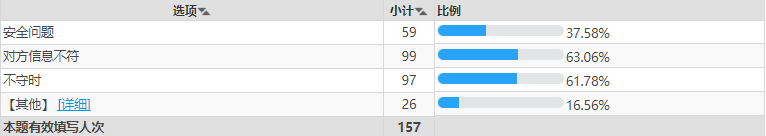 选项 小计 比例
安全问题 59 37.58%
对方信息不符 99 63.06%
不守时 97 61.78%
【其他】 [详细] 26 16.56%
本题有效填写人次 157